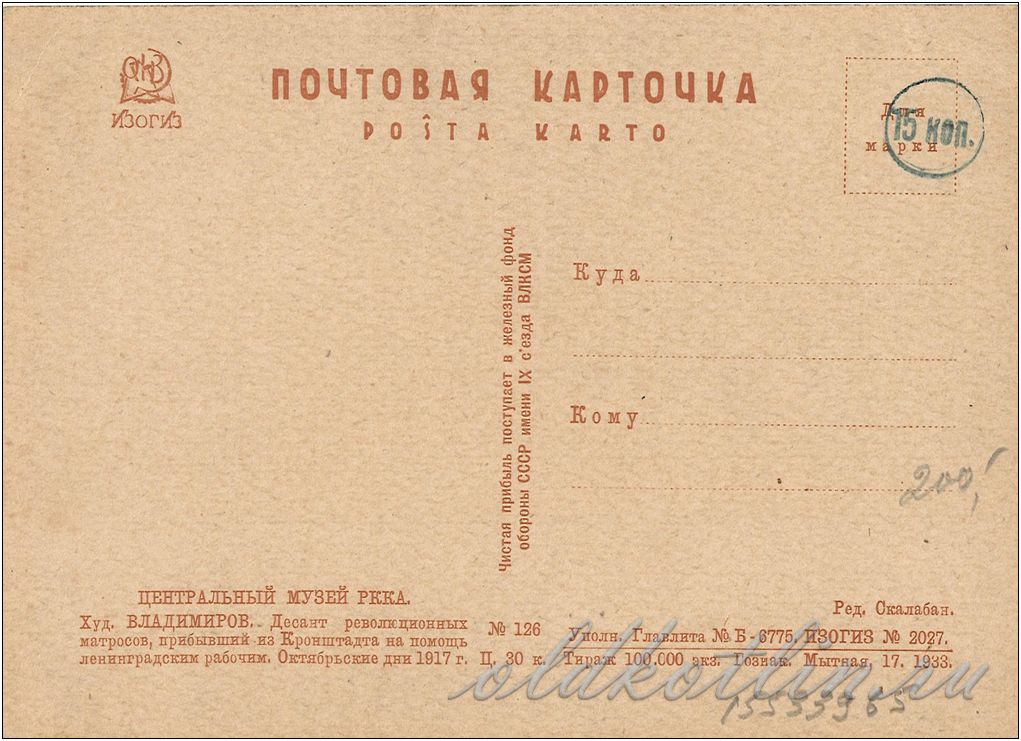 ИЗОГИЗ
ПОЧТОВАЯ КАРТОЧКА
POŜTA KARTO
Для
марки
15 коп.
Чистая прибыль поступает в железный фонд
обороны СССР имени IX с'езда ВЛКСМ
Куда
Кому
200
ЦЕНТРАЛЬНЫЙ МУЗЕЙ РККА.
Худ. ВЛАДИМИРОВ. Десант революционных
матросов, прибывший из Кронштадта на помощь
ленинградским рабочим. Октябрьские дни 1917 г.
№ 126
Ц. 30 к.
Ред. Скалабан.
Уполн. Главлита № Б-6775. ИЗОГИЗ № 2027.
Тираж 100.000 экз. Гознак. Мытная, 17. 1933.
oldkotlin.su